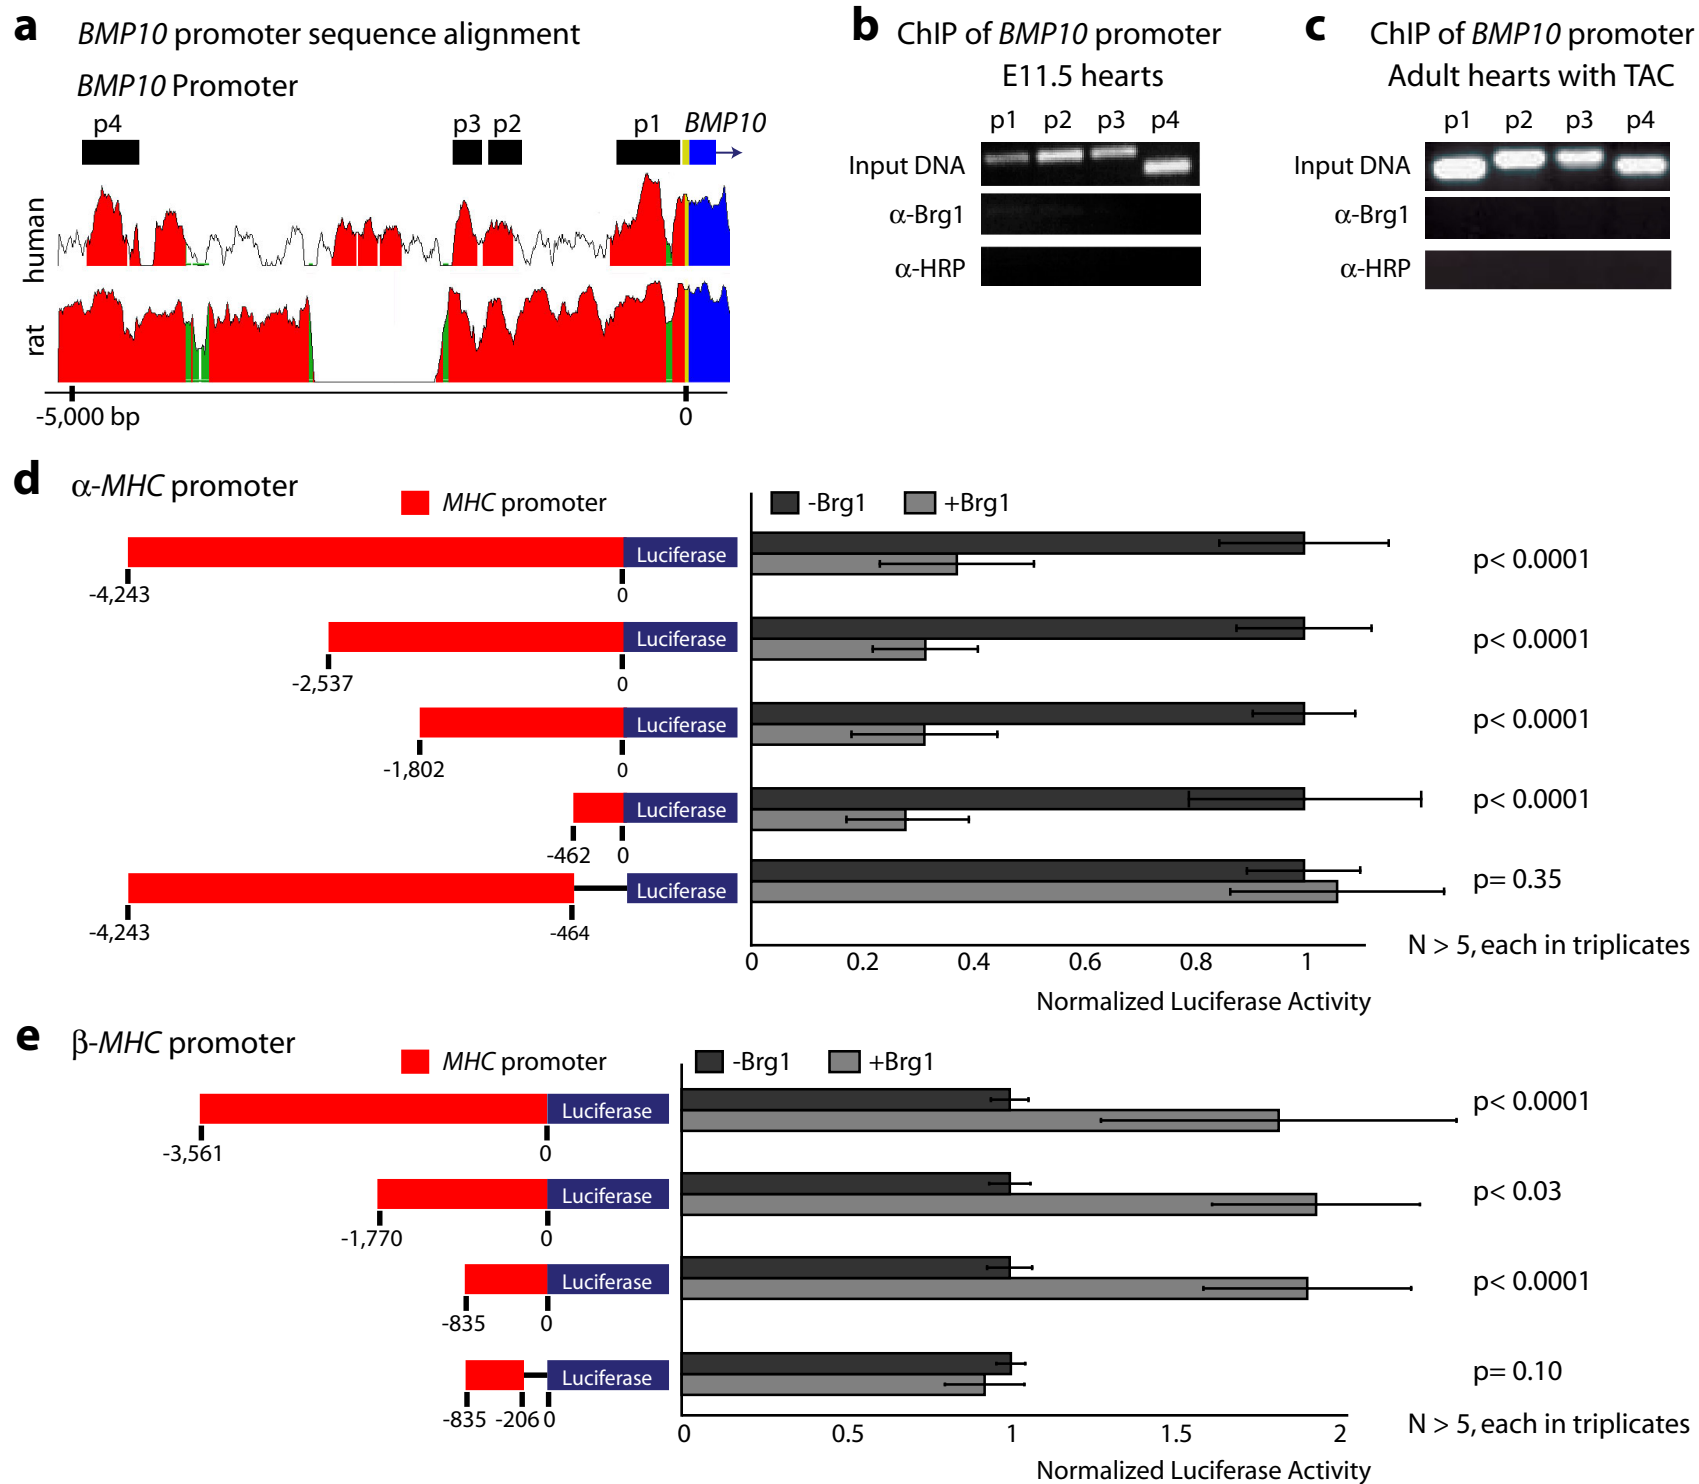 a BMP10 promoter sequence alignment
BMP10 Promoter
p4 p3 p2 p1 BMP10
human
rat
-5,000 bp 0
b ChIP of BMP10 promoter
E11.5 hearts
p1 p2 p3 p4
Input DNA
α-Brg1
α-HRP
c ChIP of BMP10 promoter
Adult hearts with TAC
p1 p2 p3 p4
Input DNA
α-Brg1
α-HRP
d α-MHC promoter
MHC promoter -Brg1 +Brg1
Luciferase p< 0.0001
-4,243 0
Luciferase p< 0.0001
-2,537 0
Luciferase p< 0.0001
-1,802 0
Luciferase p< 0.0001
-462 0
Luciferase p= 0.35
-4,243 -464
N > 5, each in triplicates
0 0.2 0.4 0.6 0.8 1
Normalized Luciferase Activity
e β-MHC promoter
MHC promoter -Brg1 +Brg1
Luciferase p< 0.0001
-3,561 0
Luciferase p< 0.03
-1,770 0
Luciferase p< 0.0001
-835 0
Luciferase p= 0.10
-835 -206 0
N > 5, each in triplicates
0 0.5 1 1.5 2
Normalized Luciferase Activity